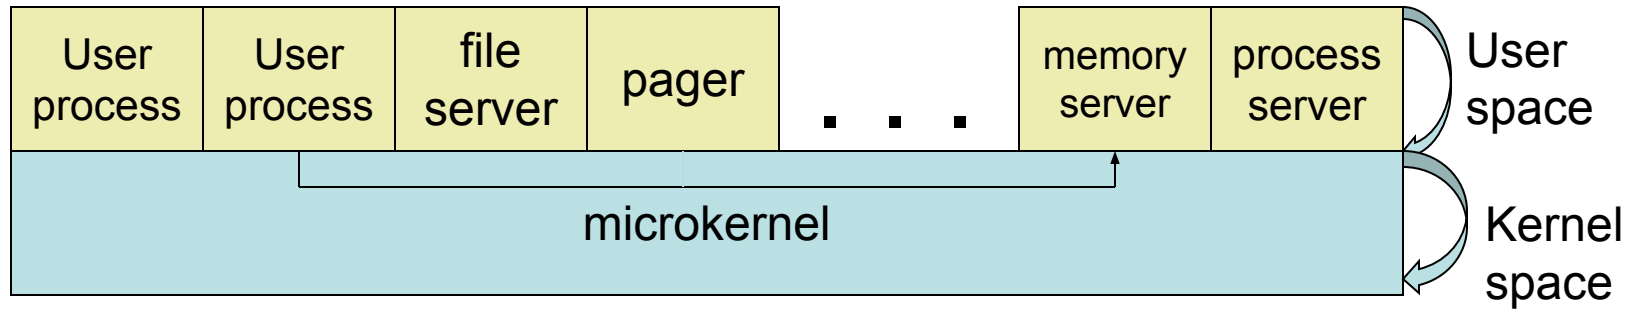 User
process
User
process
file
server
pager
. . .
memory
server
process
server
User
space
microkernel
Kernel
space